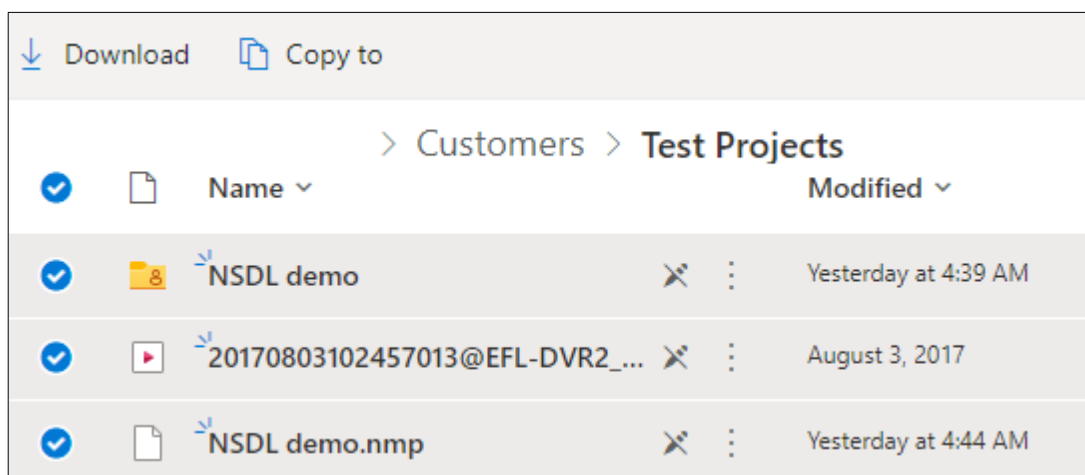 Download Copy to
> Customers > Test Projects
Name Modified
NSDL demo Yesterday at 4:39 AM
20170803102457013@EFL-DVR2_... August 3, 2017
NSDL demo.nmp Yesterday at 4:44 AM